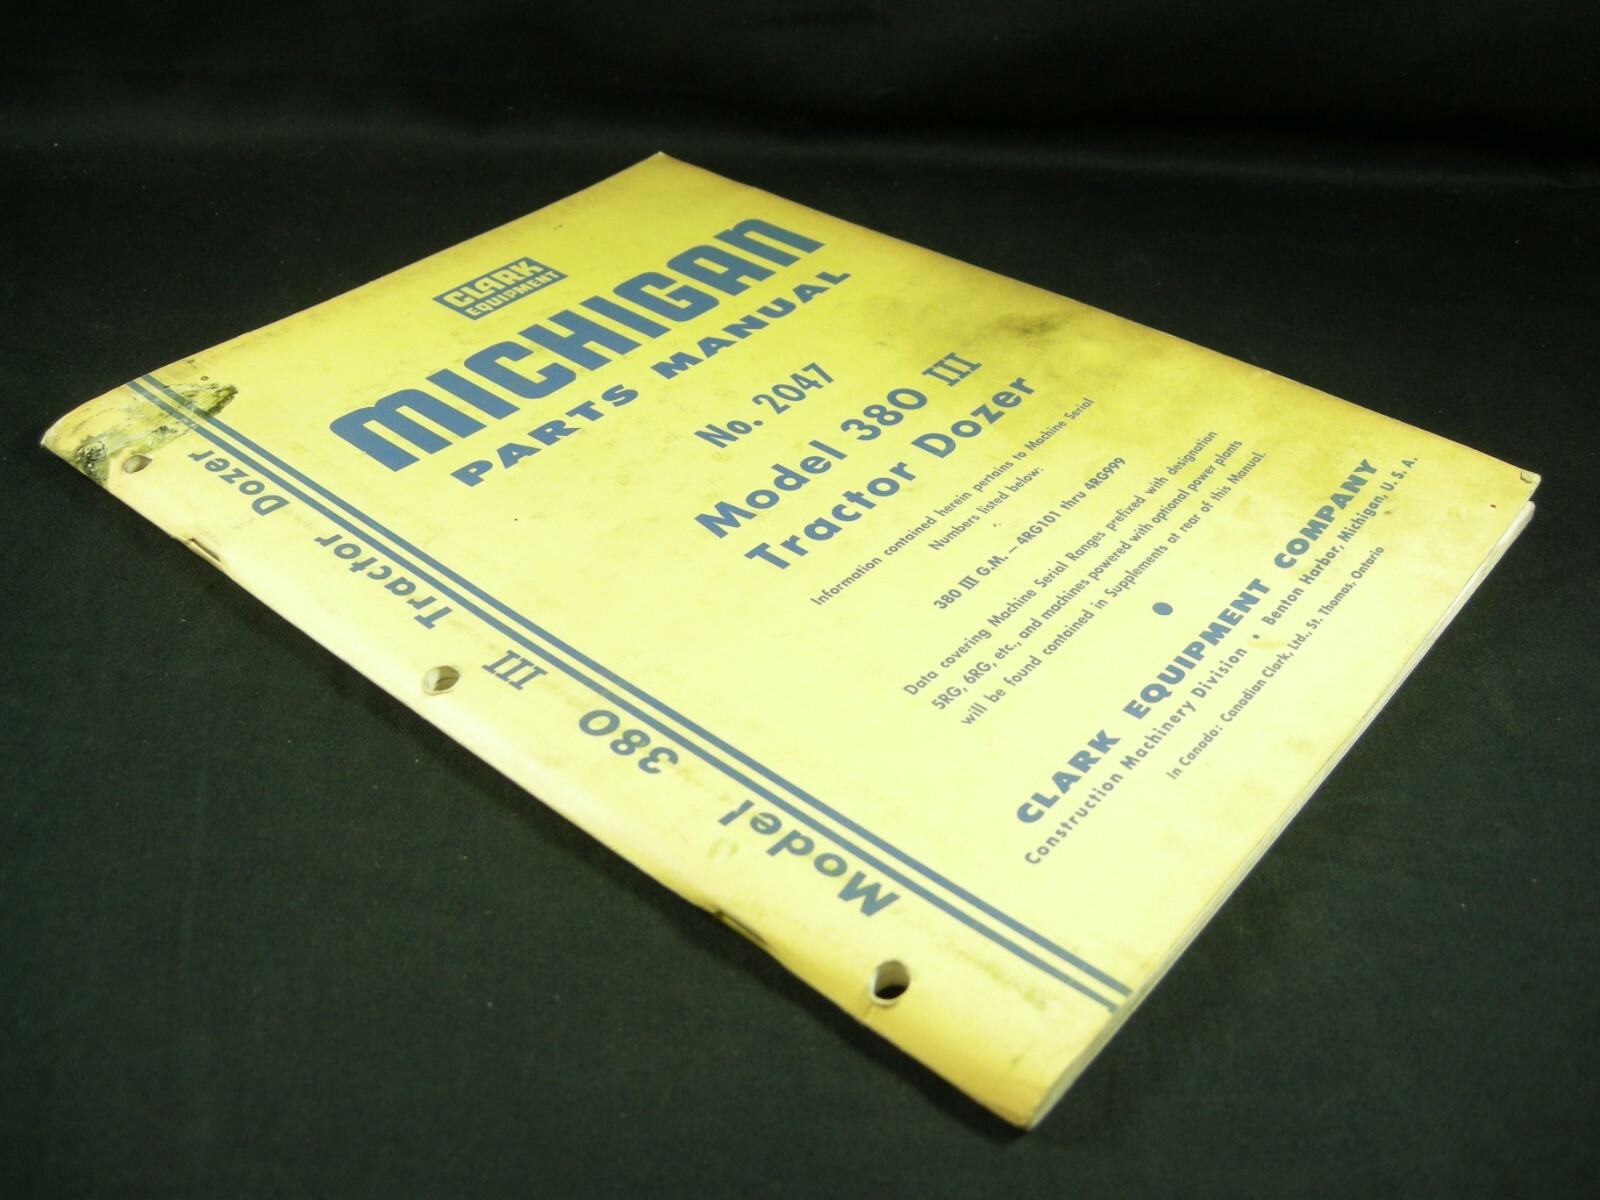 CLARK
EQUIPMENT
MICHIGAN
PARTS MANUAL
No. 2047
Model 380 III
Tractor Dozer
Information contained herein pertains to Machine Serial
Numbers listed below:
380 III G.M. – 4RG101 thru 4RG999
Data covering Machine Serial Ranges prefixed with designation
5RG, 6RG, etc., and machines powered with optional power plants
will be found contained in Supplements at rear of this Manual.
CLARK EQUIPMENT COMPANY
Construction Machinery Division • Benton Harbor, Michigan, U. S. A.
In Canada: Canadian Clark, Ltd., St. Thomas, Ontario
Model 380 III Tractor Dozer